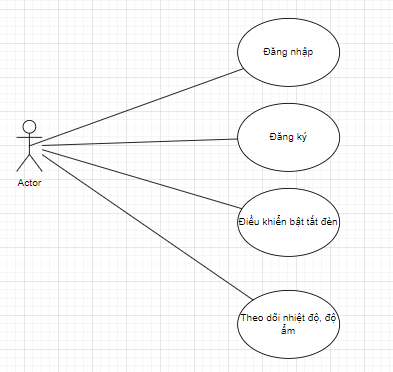 Đăng nhập
Đăng ký
Actor
Điều khiển bật tắt đèn
Theo dõi nhiệt độ, độ
ẩm